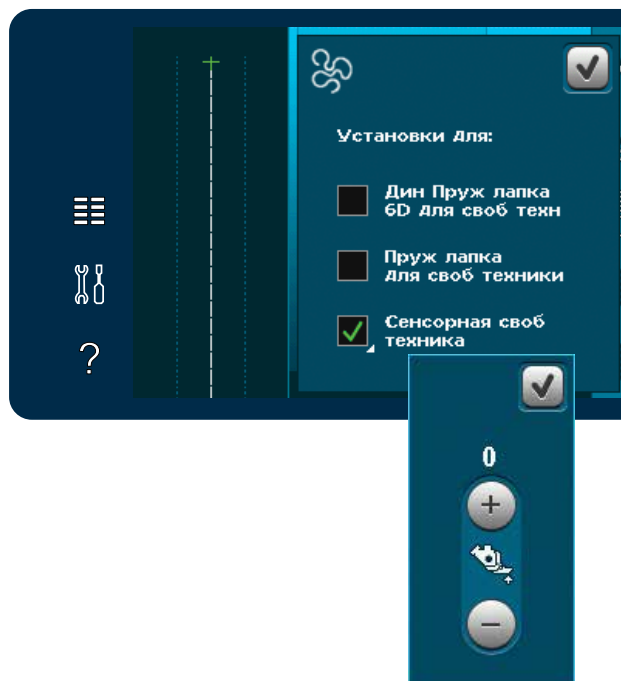 Установки для:
Дин Пруж лапка
6D для своб техн
Пруж лапка
для своб техники
Сенсорная своб
техника
?
0
+
−